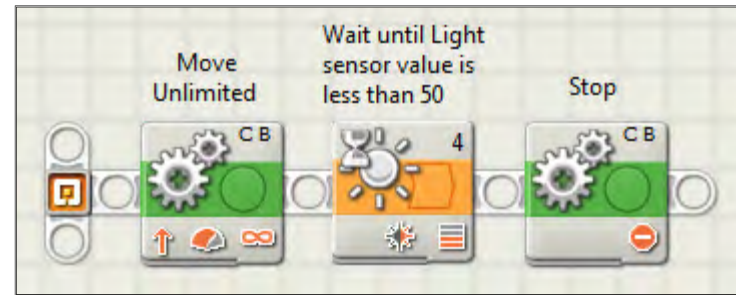 Move
Unlimited
Wait until Light
sensor value is
less than 50
Stop
C B
4
C B